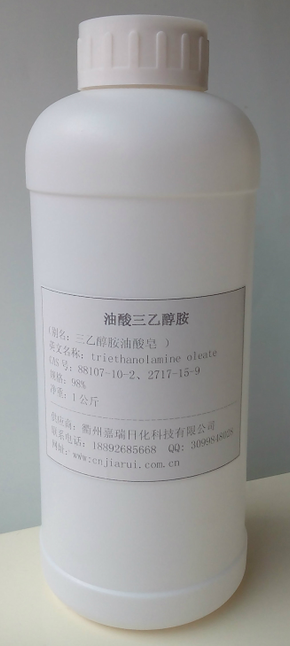 油酸三乙醇胺
（别名：三乙醇胺油酸皂 ）
英文名称：triethanolamine oleate
CAS号：88107-10-2、2717-15-9
规格：98%
净重：1公斤
供应商：衢州嘉瑞日化科技有限公司
联系电话：18892685668 QQ：3099848028
网站：www.cnjiarui.com.cn